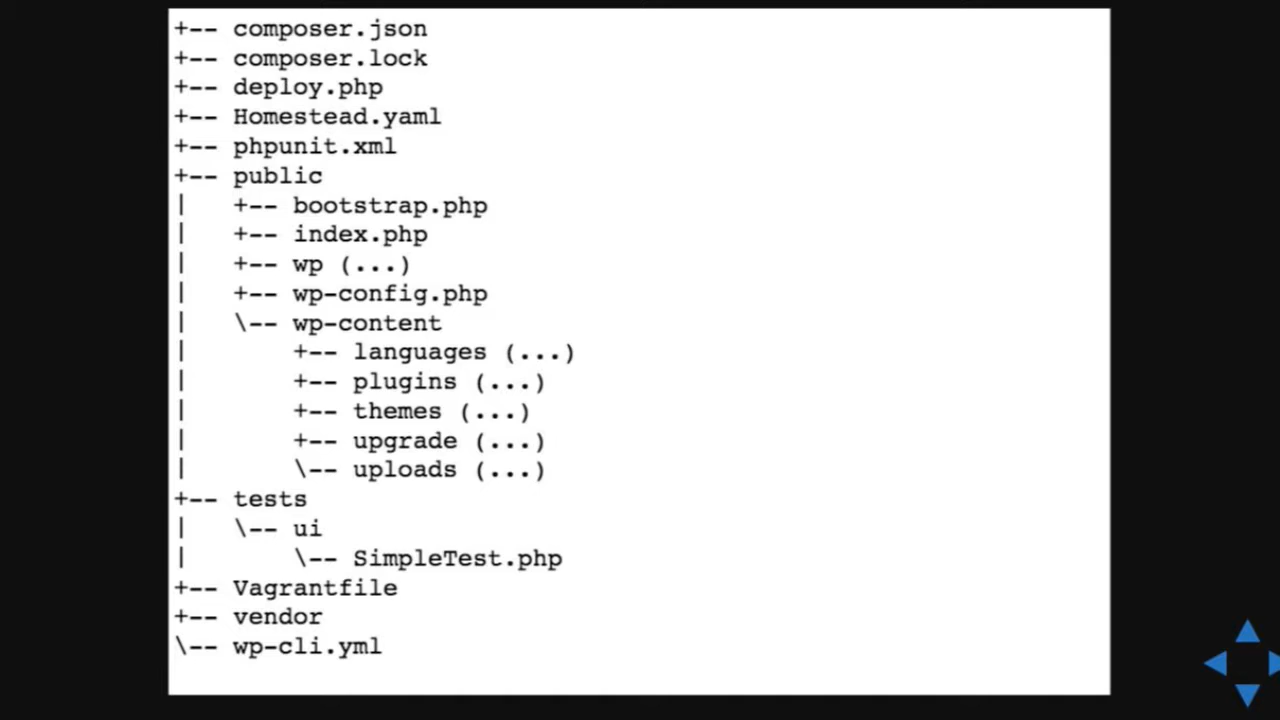 +-- composer.json
+-- composer.lock
+-- deploy.php
+-- Homestead.yaml
+-- phpunit.xml
+-- public
|   +-- bootstrap.php
|   +-- index.php
|   +-- wp (...)
|   +-- wp-config.php
|   \-- wp-content
|       +-- languages (...)
|       +-- plugins (...)
|       +-- themes (...)
|       +-- upgrade (...)
|       \-- uploads (...)
+-- tests
|   \-- ui
|       \-- SimpleTest.php
+-- Vagrantfile
+-- vendor
\-- wp-cli.yml